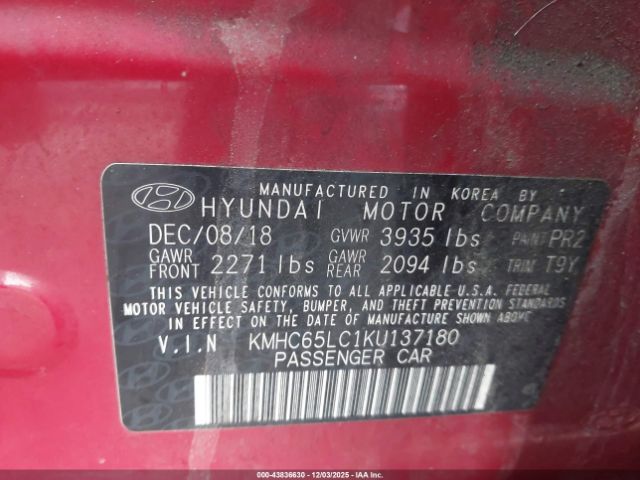 MANUFACTURED IN KOREA BY
HYUNDAI MOTOR COMPANY
DEC/08/18 GVWR 3935 lbs PAINT PR2
GAWR FRONT 2271 lbs GAWR REAR 2094 lbs TRIM T9Y
THIS VEHICLE CONFORMS TO ALL APPLICABLE U.S.A. FEDERAL
MOTOR VEHICLE SAFETY, BUMPER, AND THEFT PREVENTION STANDARDS
IN EFFECT ON THE DATE OF MANUFACTURE SHOWN ABOVE.
V.I.N KMHC65LC1KU137180
PASSENGER CAR
000-43836630 - 12/03/2025 - IAA Inc.